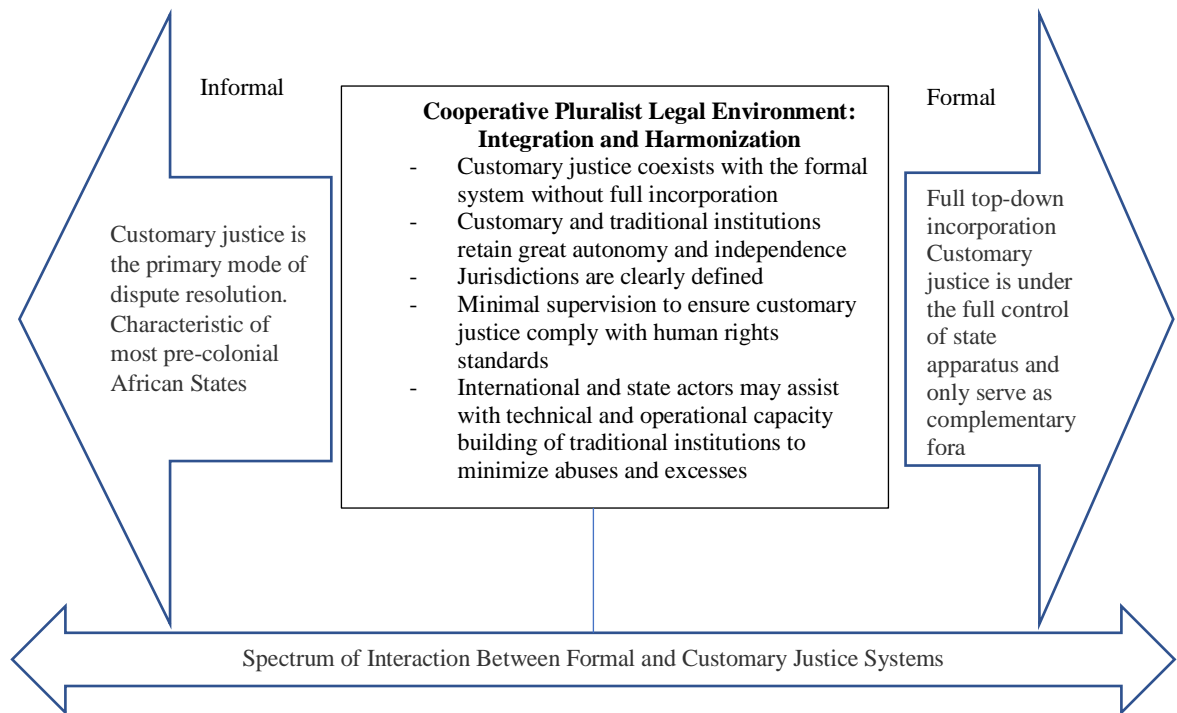 Informal
Customary justice is
the primary mode of
dispute resolution.
Characteristic of
most pre-colonial
African States
Cooperative Pluralist Legal Environment:
Integration and Harmonization
- Customary justice coexists with the formal
system without full incorporation
- Customary and traditional institutions
retain great autonomy and independence
- Jurisdictions are clearly defined
- Minimal supervision to ensure customary
justice comply with human rights
standards
- International and state actors may assist
with technical and operational capacity
building of traditional institutions to
minimize abuses and excesses
Formal
Full top-down
incorporation
Customary
justice is under
the full control
of state
apparatus and
only serve as
complementary
fora
Spectrum of Interaction Between Formal and Customary Justice Systems